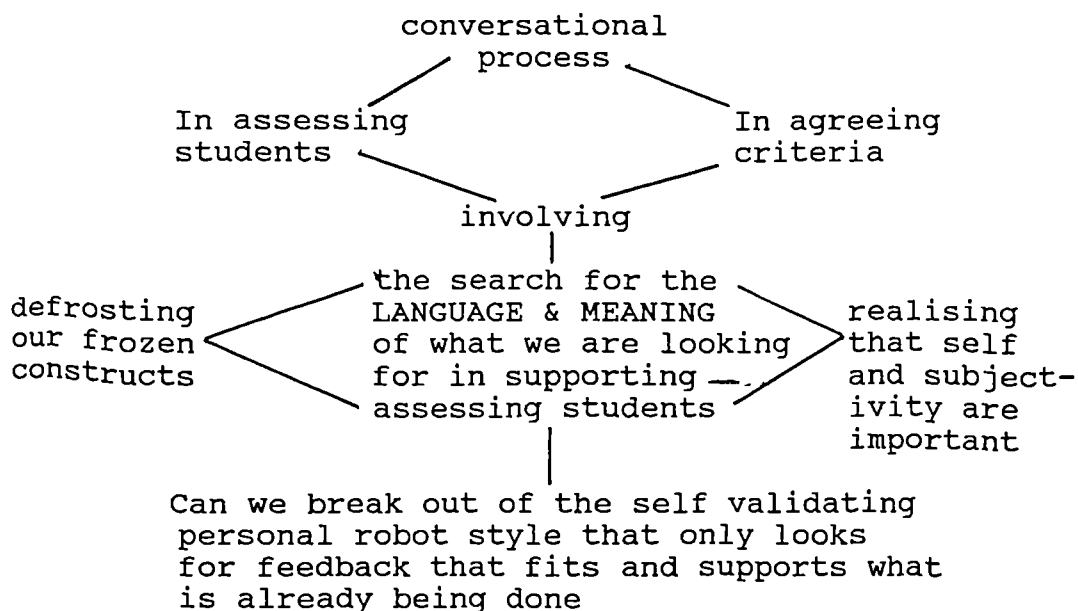 conversational
process
In assessing
students
In agreeing
criteria
involving
defrosting
our frozen
constructs
the search for the
LANGUAGE & MEANING
of what we are looking
for in supporting —
assessing students
realising
that self
and subject-
ivity are
important
Can we break out of the self validating
personal robot style that only looks
for feedback that fits and supports what
is already being done